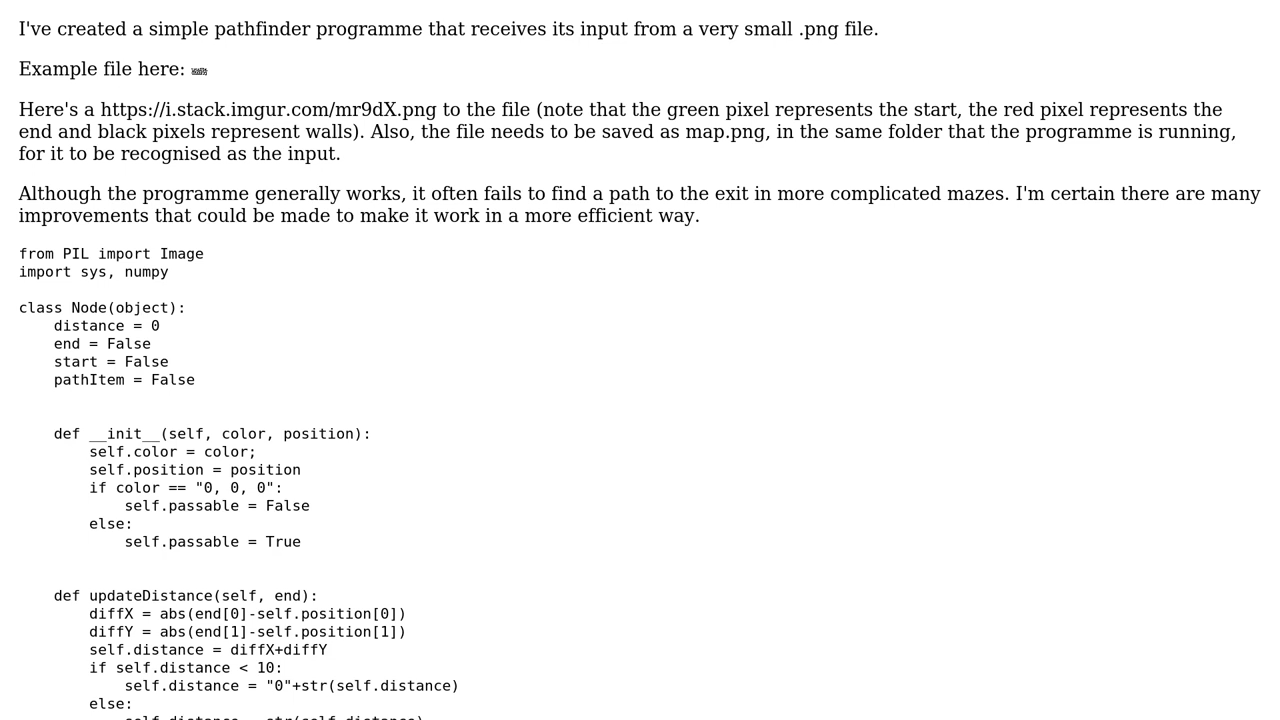 I've created a simple pathfinder programme that receives its input from a very small .png file.
Example file here:
Here's a https://i.stack.imgur.com/mr9dX.png to the file (note that the green pixel represents the start, the red pixel represents the
end and black pixels represent walls). Also, the file needs to be saved as map.png, in the same folder that the programme is running,
for it to be recognised as the input.
Although the programme generally works, it often fails to find a path to the exit in more complicated mazes. I'm certain there are many
improvements that could be made to make it work in a more efficient way.
from PIL import Image
import sys, numpy
class Node(object):
    distance = 0
    end = False
    start = False
    pathItem = False
    def __init__(self, color, position):
        self.color = color;
        self.position = position
        if color == "0, 0, 0":
            self.passable = False
        else:
            self.passable = True
    def updateDistance(self, end):
        diffX = abs(end[0]-self.position[0])
        diffY = abs(end[1]-self.position[1])
        self.distance = diffX+diffY
        if self.distance < 10:
            self.distance = "0"+str(self.distance)
        else:
            self.distance = str(self.distance)